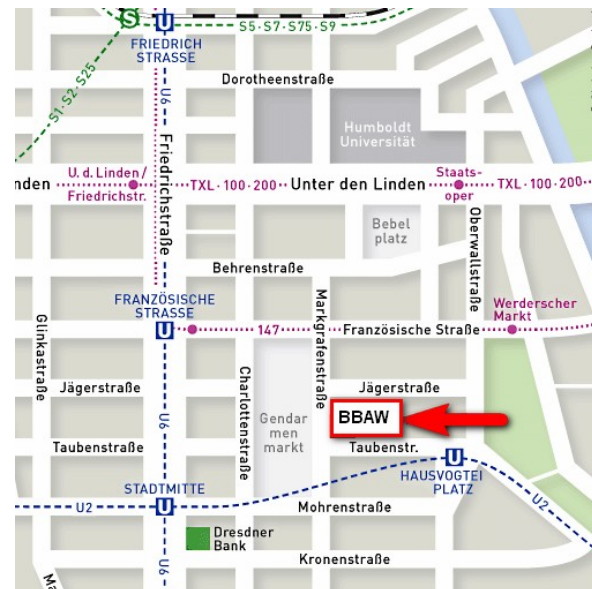 S
U
S5·S7·S75·S9
FRIEDRICH
STRASSE
Dorotheenstraße
S1·S2·S25
U6
Humboldt
Universität
Friedrichstraße
U. d. Linden /
Friedrichstr.
nden
TXL·100·200
Unter den Linden
Staats-
oper
TXL·100·200
Bebel
platz
Oberwallstraße
Behrenstraße
FRANZÖSISCHE
STRASSE
U
147
Französische Straße
Werderscher
Markt
Glinkastraße
Markgrafenstraße
Jägerstraße
Charlottenstraße
Jägerstraße
U6
Gendar
men
markt
BBAW
Taubenstraße
Taubenstr.
U
HAUSVOGTEI
PLATZ
STADTMITTE
U2
U
Mohrenstraße
U2
Dresdner
Bank
Kronenstraße
U6